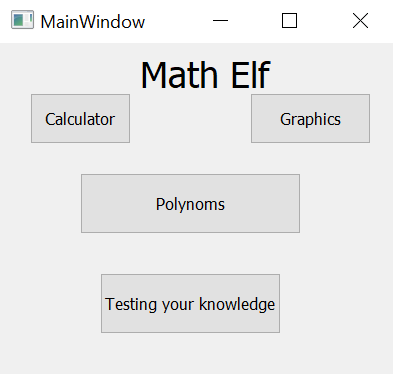 MainWindow
Math Elf
Calculator
Graphics
Polynoms
Testing your knowledge